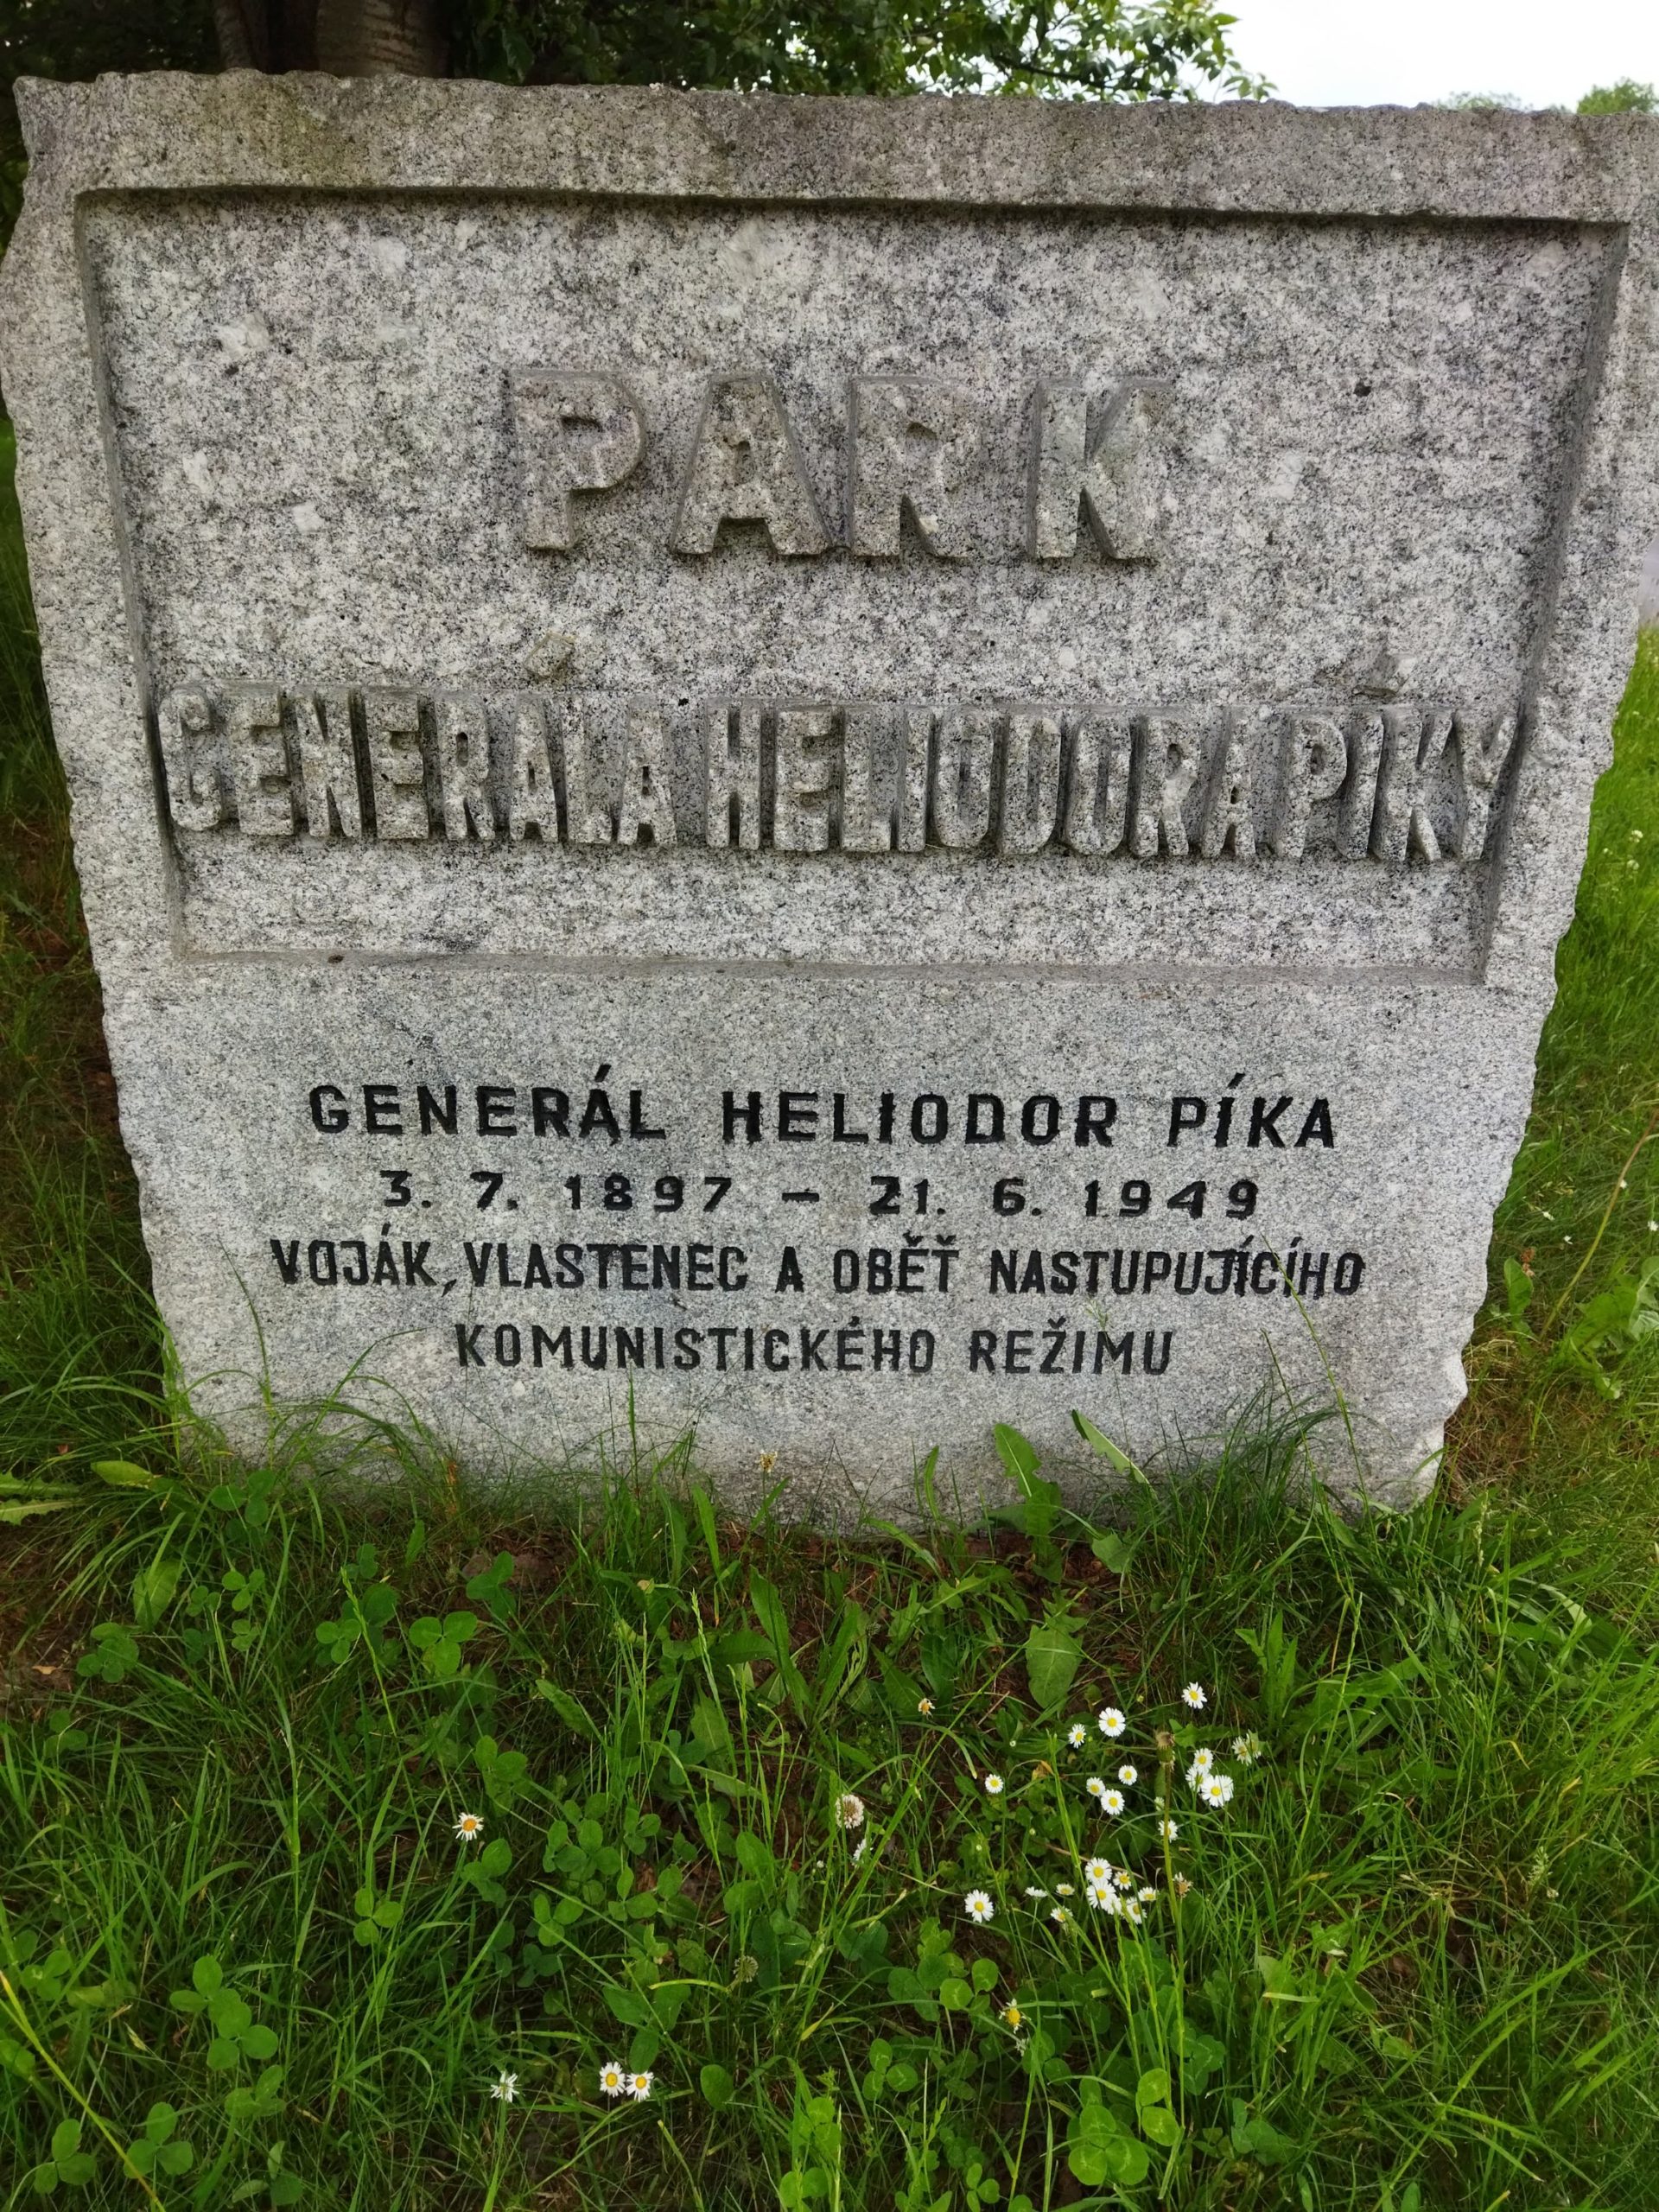 PARK
GENERÁLA HELIODORA PÍKY
GENERÁL HELIODOR PÍKA
3. 7. 1897 – 21. 6. 1949
VOJÁK, VLASTENEC A OBĚŤ NASTUPUJÍCÍHO
KOMUNISTICKÉHO REŽIMU